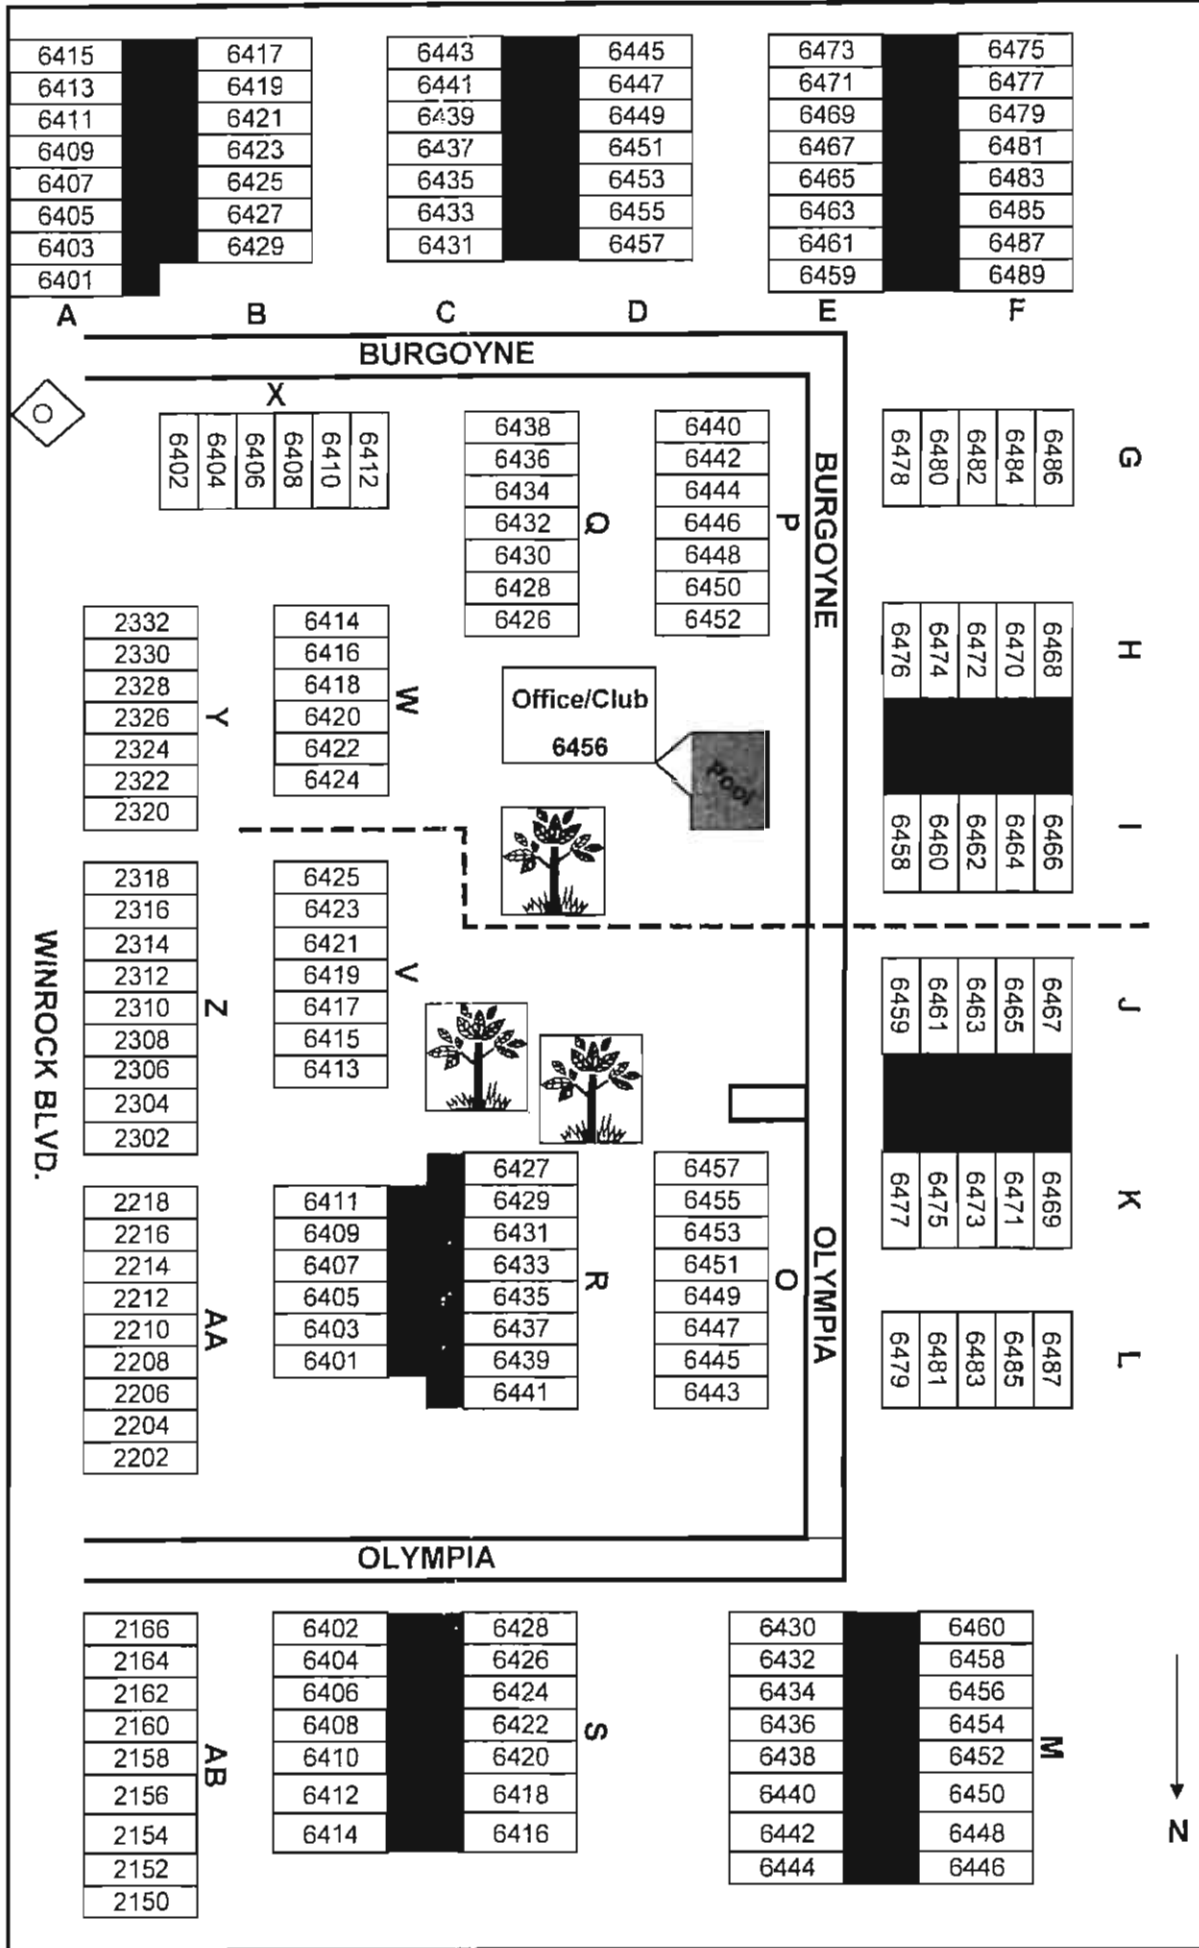 6415 6417 6443 6445 6473 6475
6413 6419 6441 6447 6471 6477
6411 6421 6439 6449 6469 6479
6409 6423 6437 6451 6467 6481
6407 6425 6435 6453 6465 6483
6405 6427 6433 6455 6463 6485
6403 6429 6431 6457 6461 6487
6401 6459 6489
A B C D E F
BURGOYNE
X
6402 6404 6406 6408 6410 6412
6438
6436
6434
6432
6430
6428
6426
Q
6440
6442
6444
6446
6448
6450
6452
P
BURGOYNE
6478 6480 6482 6484 6486
G
2332
2330
2328
2326
2324
2322
2320
Y
6414
6416
6418
6420
6422
6424
W
Office/Club
6456
Pool
6476 6474 6472 6470 6468
H
6458 6460 6462 6464 6466
I
WINROCK BLVD.
2318
2316
2314
2312
2310
2308
2306
2304
2302
Z
6425
6423
6421
6419
6417
6415
6413
V
6459 6461 6463 6465 6467
J
6477 6475 6473 6471 6469
K
2218
2216
2214
2212
2210
2208
2206
2204
2202
AA
6411
6409
6407
6405
6403
6401
6427
6429
6431
6433
6435
6437
6439
6441
R
6457
6455
6453
6451
6449
6447
6445
6443
O
OLYMPIA
6479 6481 6483 6485 6487
L
OLYMPIA
2166
2164
2162
2160
2158
2156
2154
2152
2150
AB
6402 6428
6404 6426
6406 6424
6408 6422
6410 6420
6412 6418
6414 6416
S
6430 6460
6432 6458
6434 6456
6436 6454
6438 6452
6440 6450
6442 6448
6444 6446
M
N